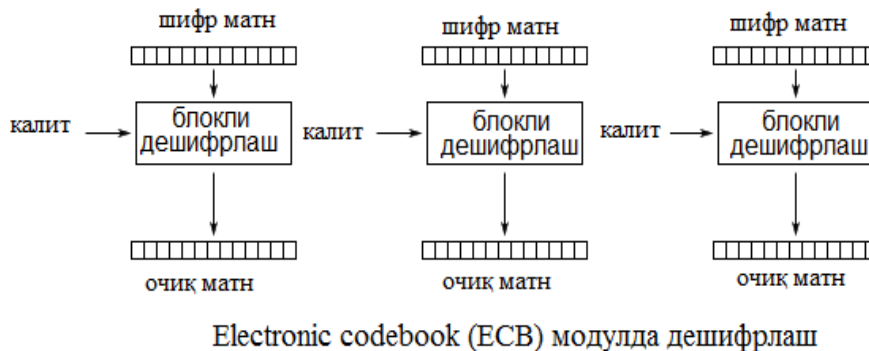 шифр матн шифр матн шифр матн
калит блокли дешифрлаш калит блокли дешифрлаш калит блокли дешифрлаш
очиқ матн очиқ матн очиқ матн
Electronic codebook (ECB) модулда дешифрлаш